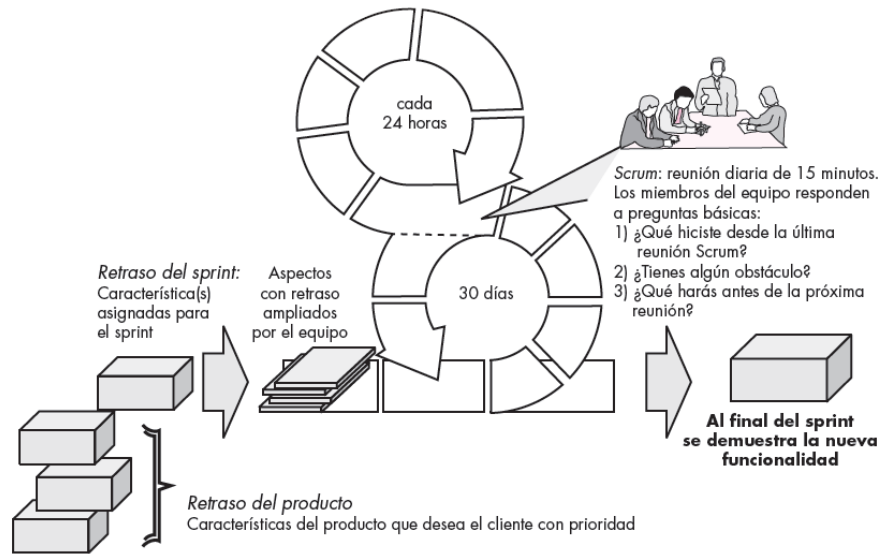 cada
24 horas
Scrum: reunión diaria de 15 minutos.
Los miembros del equipo responden
a preguntas básicas:
1) ¿Qué hiciste desde la última
reunión Scrum?
2) ¿Tienes algún obstáculo?
3) ¿Qué harás antes de la próxima
reunión?
Retraso del sprint:
Característica(s)
asignadas para
el sprint
Aspectos
con retraso
ampliados
por el equipo
30 días
Al final del sprint
se demuestra la nueva
funcionalidad
Retraso del producto
Características del producto que desea el cliente con prioridad